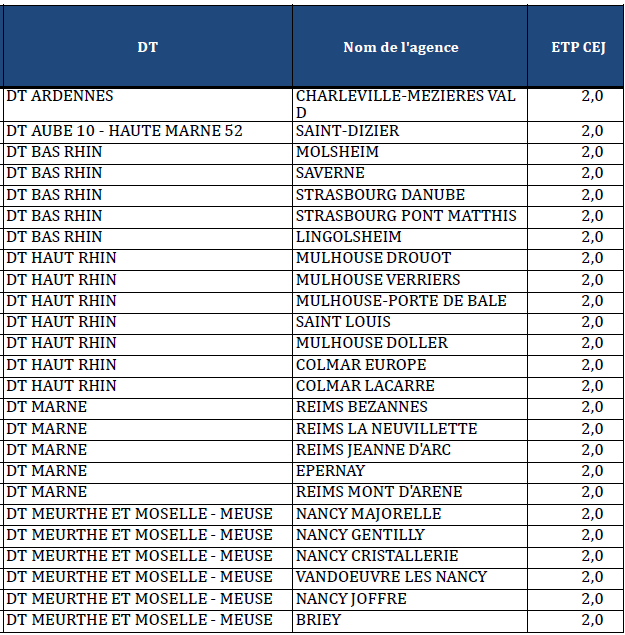 DT Nom de l'agence ETP CEJ
DT ARDENNES CHARLEVILLE-MEZIERES VAL D 2,0
DT AUBE 10 - HAUTE MARNE 52 SAINT-DIZIER 2,0
DT BAS RHIN MOLSHEIM 2,0
DT BAS RHIN SAVERNE 2,0
DT BAS RHIN STRASBOURG DANUBE 2,0
DT BAS RHIN STRASBOURG PONT MATTHIS 2,0
DT BAS RHIN LINGOLSHEIM 2,0
DT HAUT RHIN MULHOUSE DROUOT 2,0
DT HAUT RHIN MULHOUSE VERRIERS 2,0
DT HAUT RHIN MULHOUSE-PORTE DE BALE 2,0
DT HAUT RHIN SAINT LOUIS 2,0
DT HAUT RHIN MULHOUSE DOLLER 2,0
DT HAUT RHIN COLMAR EUROPE 2,0
DT HAUT RHIN COLMAR LACARRE 2,0
DT MARNE REIMS BEZANNES 2,0
DT MARNE REIMS LA NEUVILLETTE 2,0
DT MARNE REIMS JEANNE D'ARC 2,0
DT MARNE EPERNAY 2,0
DT MARNE REIMS MONT D'ARENE 2,0
DT MEURTHE ET MOSELLE - MEUSE NANCY MAJORELLE 2,0
DT MEURTHE ET MOSELLE - MEUSE NANCY GENTILLY 2,0
DT MEURTHE ET MOSELLE - MEUSE NANCY CRISTALLERIE 2,0
DT MEURTHE ET MOSELLE - MEUSE VANDOEUVRE LES NANCY 2,0
DT MEURTHE ET MOSELLE - MEUSE NANCY JOFFRE 2,0
DT MEURTHE ET MOSELLE - MEUSE BRIEY 2,0